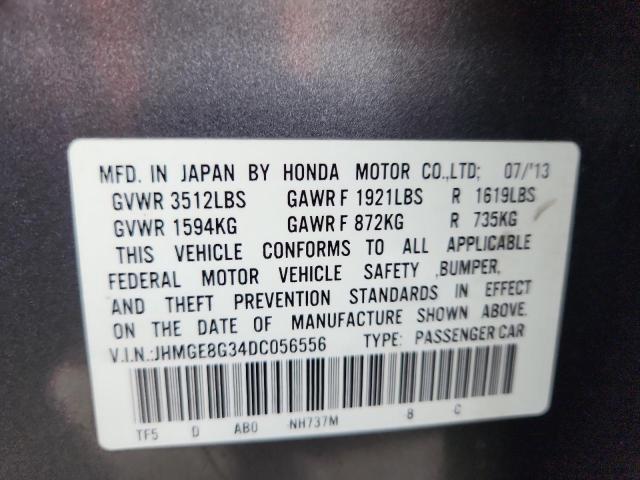 MFD. IN JAPAN BY HONDA MOTOR CO.,LTD; 07/'13
GVWR 3512LBS GAWR F 1921LBS R 1619LBS
GVWR 1594KG GAWR F 872KG R 735KG
THIS VEHICLE CONFORMS TO ALL APPLICABLE
FEDERAL MOTOR VEHICLE SAFETY ,BUMPER,
AND THEFT PREVENTION STANDARDS IN EFFECT
ON THE DATE OF MANUFACTURE SHOWN ABOVE.
V.I.N.:JHMGE8G34DC056556 TYPE: PASSENGER CAR
TF5 D AB0 NH737M B C